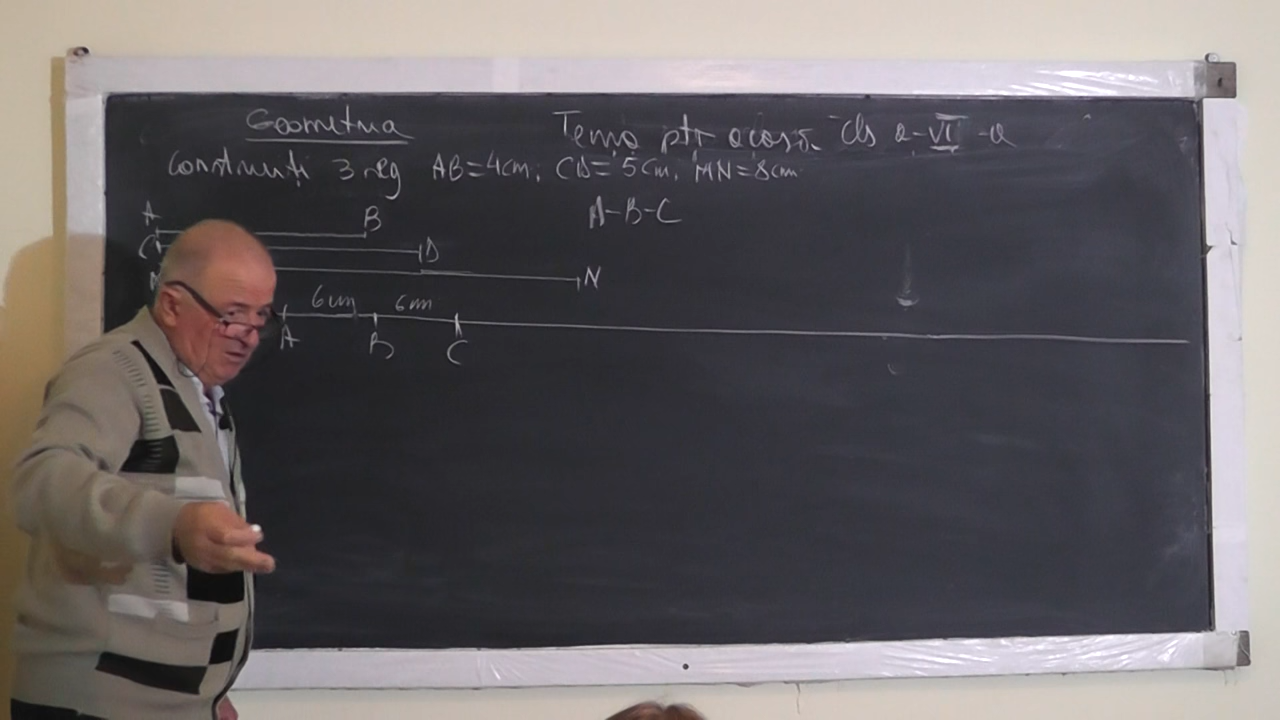 Geometria Tema ptr acasă cls a-VI-a
Construiți 3 seg AB=4cm; CD=5cm; MN=8cm
A-B-C
A B
C D
M N
6cm 6cm
A B C